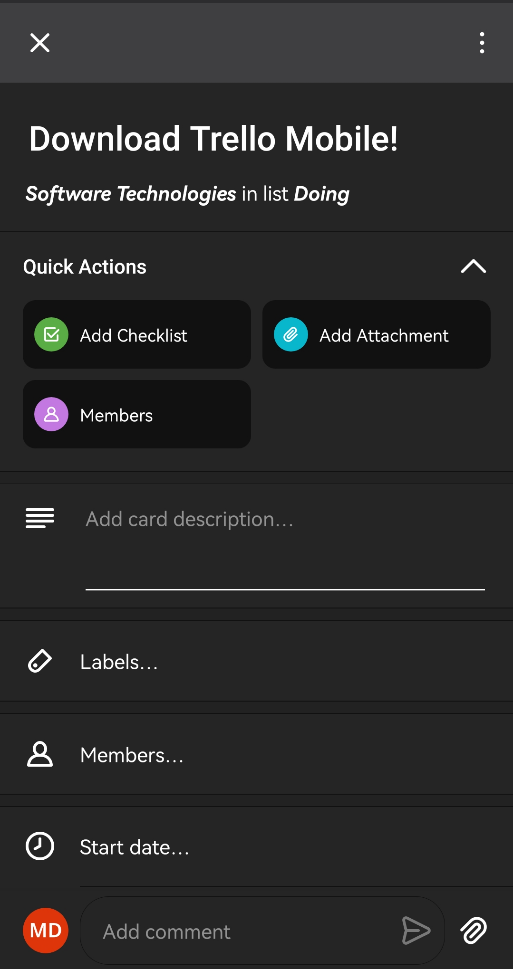 Download Trello Mobile!
Software Technologies in list Doing
Quick Actions
Add Checklist
Add Attachment
Members
Add card description...
Labels...
Members...
Start date...
MD
Add comment